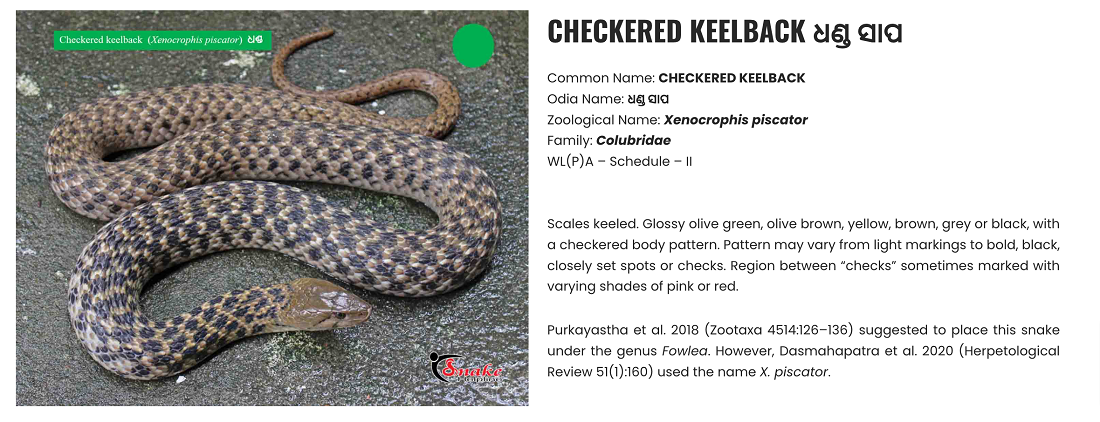 Checkered keelback (Xenocrophis piscator) ଧଣ୍ଡ
Snake
CHECKERED KEELBACK ଧଣ୍ଡ ସାପ
Common Name: CHECKERED KEELBACK
Odia Name: ଧଣ୍ଡ ସାପ
Zoological Name: Xenocrophis piscator
Family: Colubridae
WL(P)A – Schedule – II
Scales keeled. Glossy olive green, olive brown, yellow, brown, grey or black, with
a checkered body pattern. Pattern may vary from light markings to bold, black,
closely set spots or checks. Region between “checks” sometimes marked with
varying shades of pink or red.
Purkayastha et al. 2018 (Zootaxa 4514:126–136) suggested to place this snake
under the genus Fowlea. However, Dasmahapatra et al. 2020 (Herpetological
Review 51(1):160) used the name X. piscator.